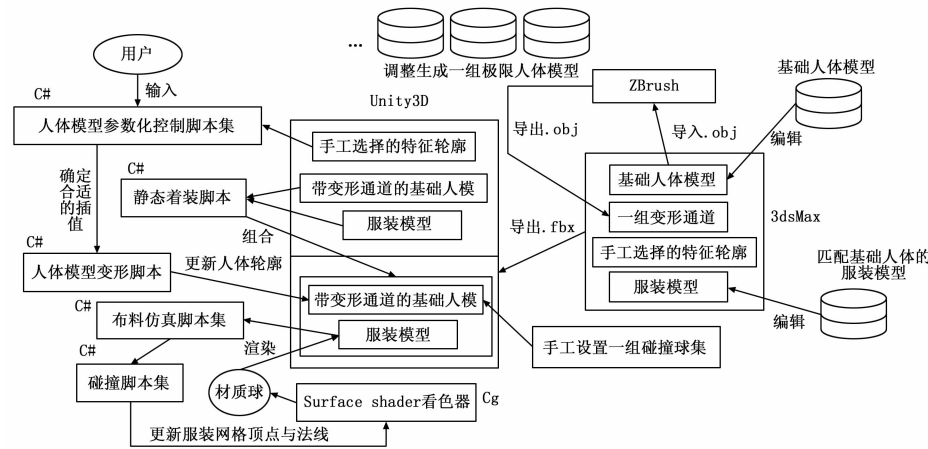 用户
输入
C#
人体模型参数化控制脚本集
确定
合适
的插
值
C#
静态着装脚本
组合
C#
人体模型变形脚本
更新人体轮廓
C#
布料仿真脚本集
渲染
C#
碰撞脚本集
材质球
更新服装网格顶点与法线
Surface shader看色器
Cg
...
调整生成一组极限人体模型
Unity3D
手工选择的特征轮廓
带变形通道的基础人模
服装模型
带变形通道的基础人模
服装模型
手工设置一组碰撞球集
ZBrush
导出.obj
导入.obj
导出.fbx
基础人体模型
编辑
基础人体模型
一组变形通道
3dsMax
手工选择的特征轮廓
服装模型
匹配基础人体的
服装模型
编辑